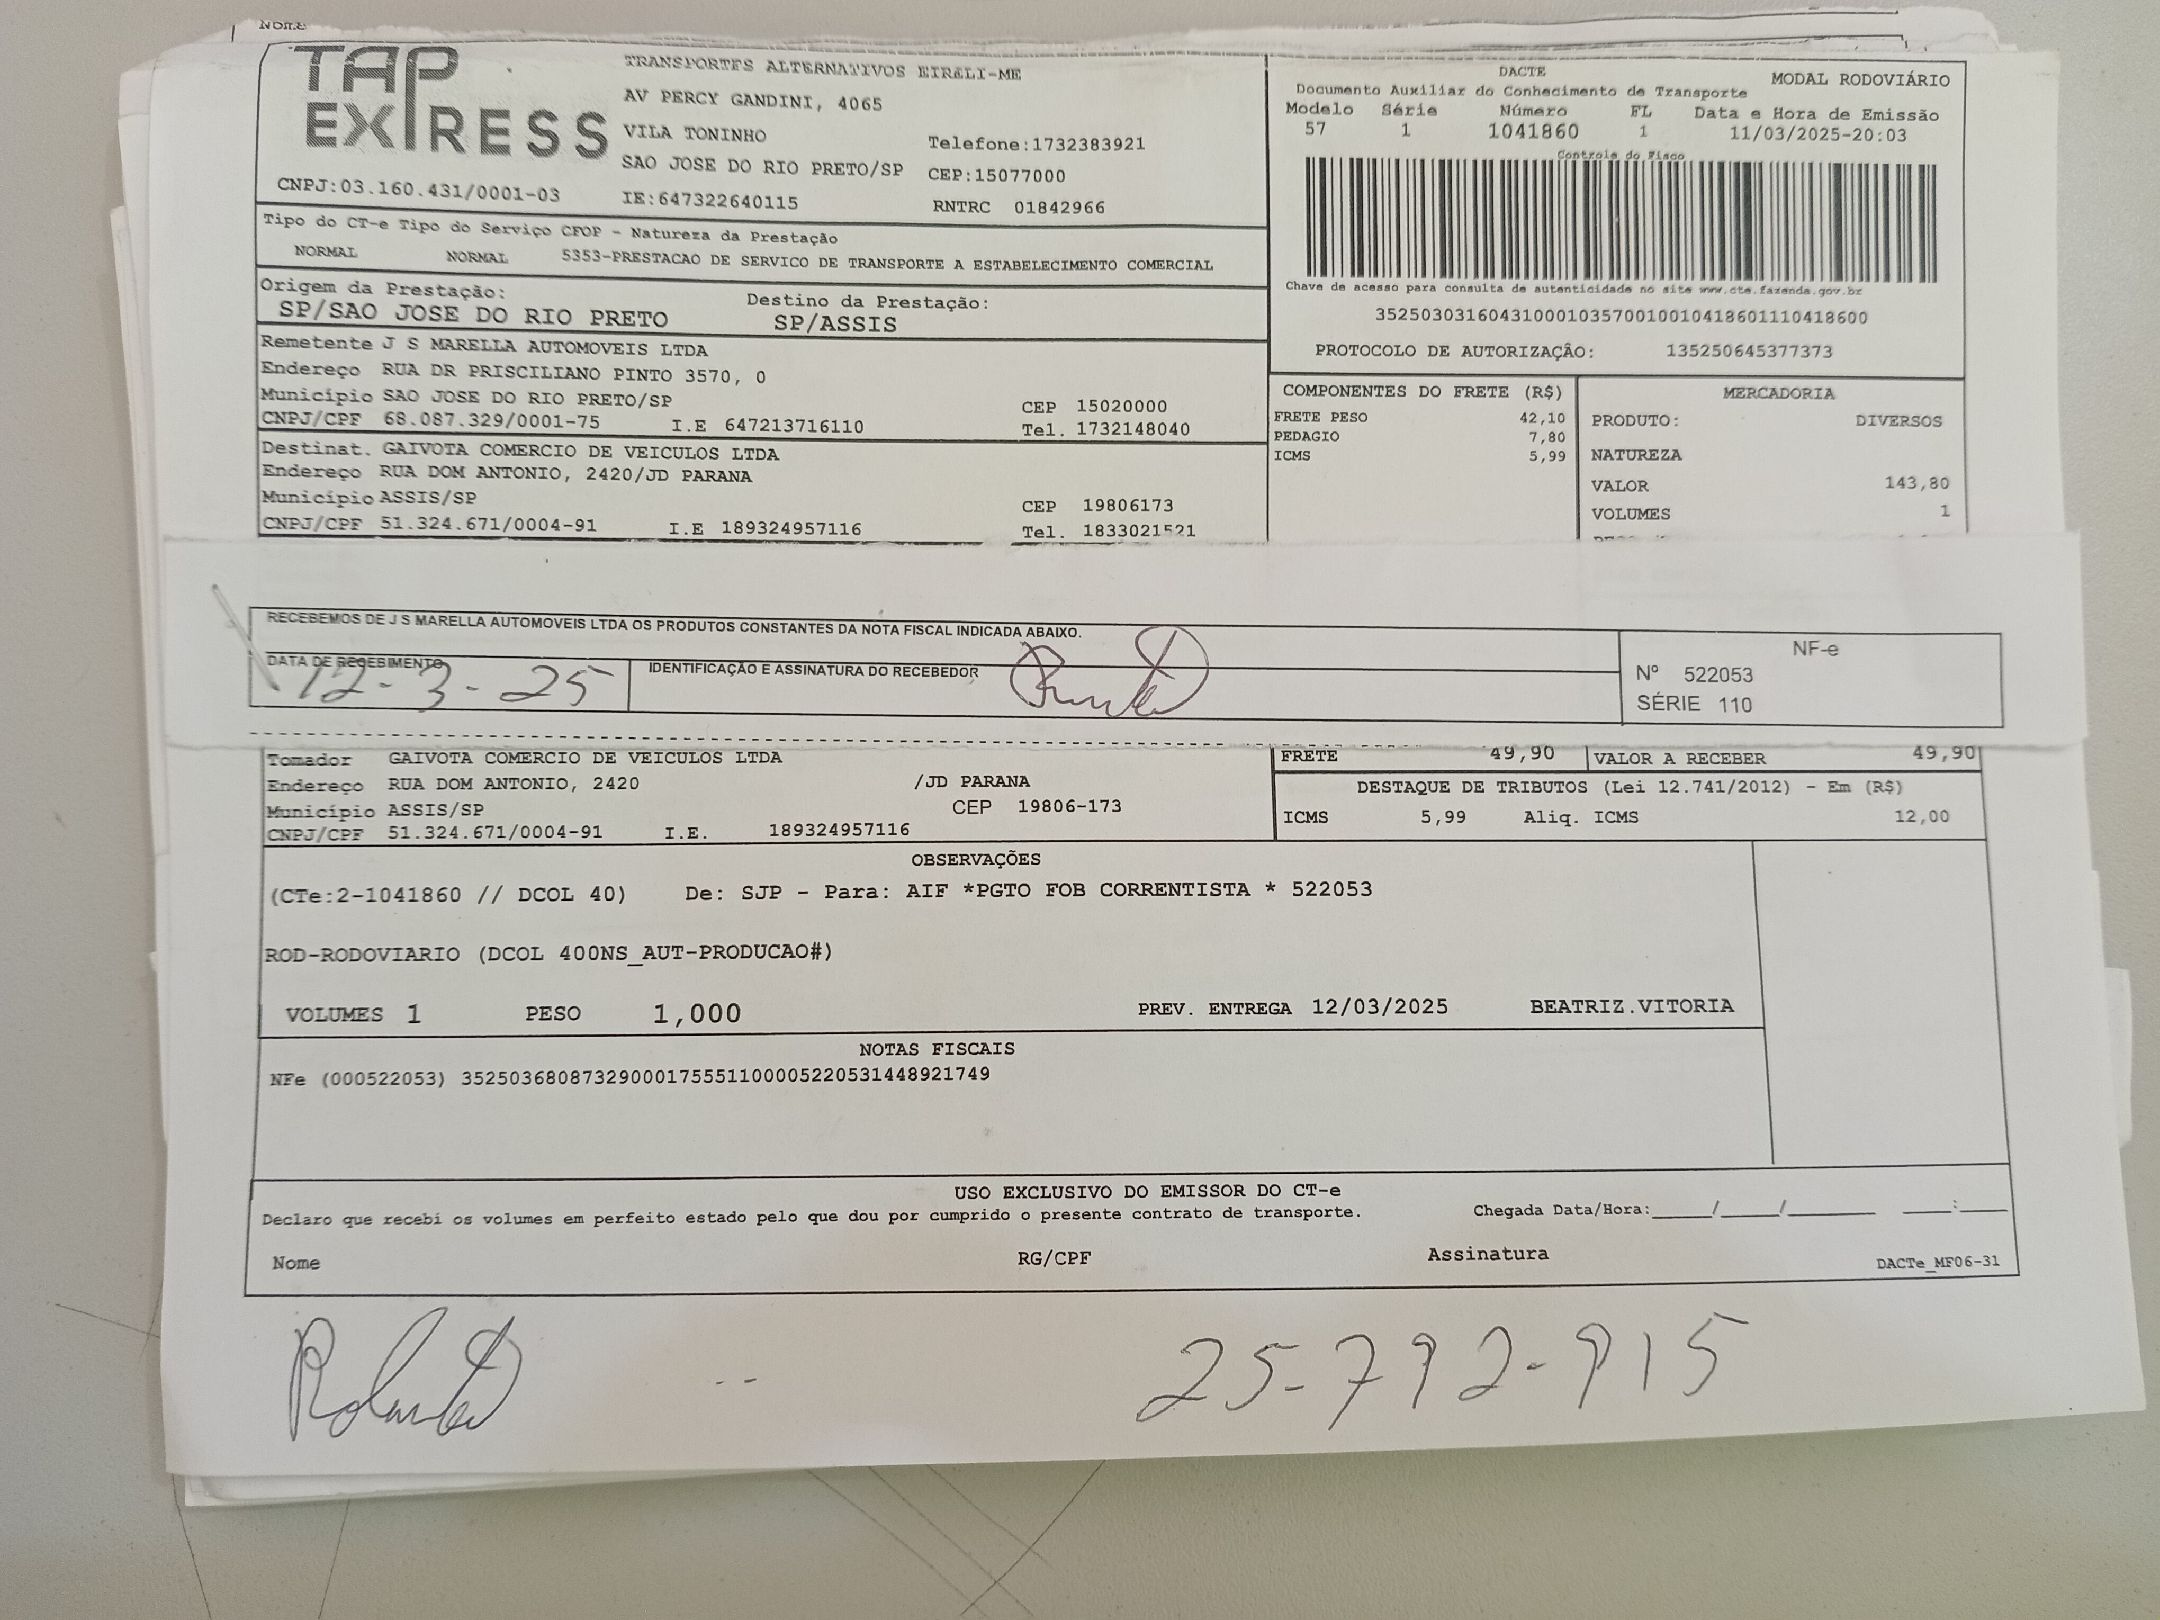 TAP EXPRESS
TRANSPORTES ALTERNATIVOS EIRELI-ME
AV PERCY GANDINI, 4065
VILA TONINHO
SAO JOSE DO RIO PRETO/SP
Telefone:1732383921
CEP:15077000
CNPJ:03.160.431/0001-03
IE:647322640115
RNTRC 01842966
DACTE
MODAL RODOVIÁRIO
Documento Auxiliar do Conhecimento de Transporte
Modelo Série Número FL Data e Hora de Emissão
57 1 1041860 1 11/03/2025-20:03
Controle do Fisco
Tipo do CT-e Tipo do Serviço CFOP - Natureza da Prestação
NORMAL NORMAL 5353-PRESTACAO DE SERVICO DE TRANSPORTE A ESTABELECIMENTO COMERCIAL
Chave de acesso para consulta de autenticidade no site www.cte.fazenda.gov.br
35250303160431000103570010010418601110418600
PROTOCOLO DE AUTORIZAÇÂO: 135250645377373
Origem da Prestação: Destino da Prestação:
SP/SAO JOSE DO RIO PRETO SP/ASSIS
Remetente J S MARELLA AUTOMOVEIS LTDA
Endereço RUA DR PRISCILIANO PINTO 3570, 0
Município SAO JOSE DO RIO PRETO/SP CEP 15020000
CNPJ/CPF 68.087.329/0001-75 I.E 647213716110 Tel. 1732148040
Destinat. GAIVOTA COMERCIO DE VEICULOS LTDA
Endereço RUA DOM ANTONIO, 2420/JD PARANA
Município ASSIS/SP CEP 19806173
CNPJ/CPF 51.324.671/0004-91 I.E 189324957116 Tel. 1833021521
COMPONENTES DO FRETE (R$)
FRETE PESO 42,10
PEDAGIO 7,80
ICMS 5,99
MERCADORIA
PRODUTO: DIVERSOS
NATUREZA
VALOR 143,80
VOLUMES 1
RECEBEMOS DE J S MARELLA AUTOMOVEIS LTDA OS PRODUTOS CONSTANTES DA NOTA FISCAL INDICADA ABAIXO.
DATA DE RECEBIMENTO IDENTIFICAÇÃO E ASSINATURA DO RECEBEDOR
12-3-25
NF-e
Nº 522053
SÉRIE 110
Tomador GAIVOTA COMERCIO DE VEICULOS LTDA
Endereço RUA DOM ANTONIO, 2420 /JD PARANA
Município ASSIS/SP CEP 19806-173
CNPJ/CPF 51.324.671/0004-91 I.E. 189324957116
FRETE 49,90 VALOR A RECEBER 49,90
DESTAQUE DE TRIBUTOS (Lei 12.741/2012) - Em (R$)
ICMS 5,99 Aliq. ICMS 12,00
OBSERVAÇÕES
(CTe:2-1041860 // DCOL 40) De: SJP - Para: AIF *PGTO FOB CORRENTISTA * 522053
ROD-RODOVIARIO (DCOL 400NS_AUT-PRODUCAO#)
VOLUMES 1 PESO 1,000 PREV. ENTREGA 12/03/2025 BEATRIZ.VITORIA
NOTAS FISCAIS
NFe (000522053) 35250368087329000175551100005220531448921749
USO EXCLUSIVO DO EMISSOR DO CT-e
Declaro que recebi os volumes em perfeito estado pelo que dou por cumprido o presente contrato de transporte. Chegada Data/Hora:_____/_____/_______ ____:____
Nome RG/CPF Assinatura DACTe_MF06-31
25-792-915